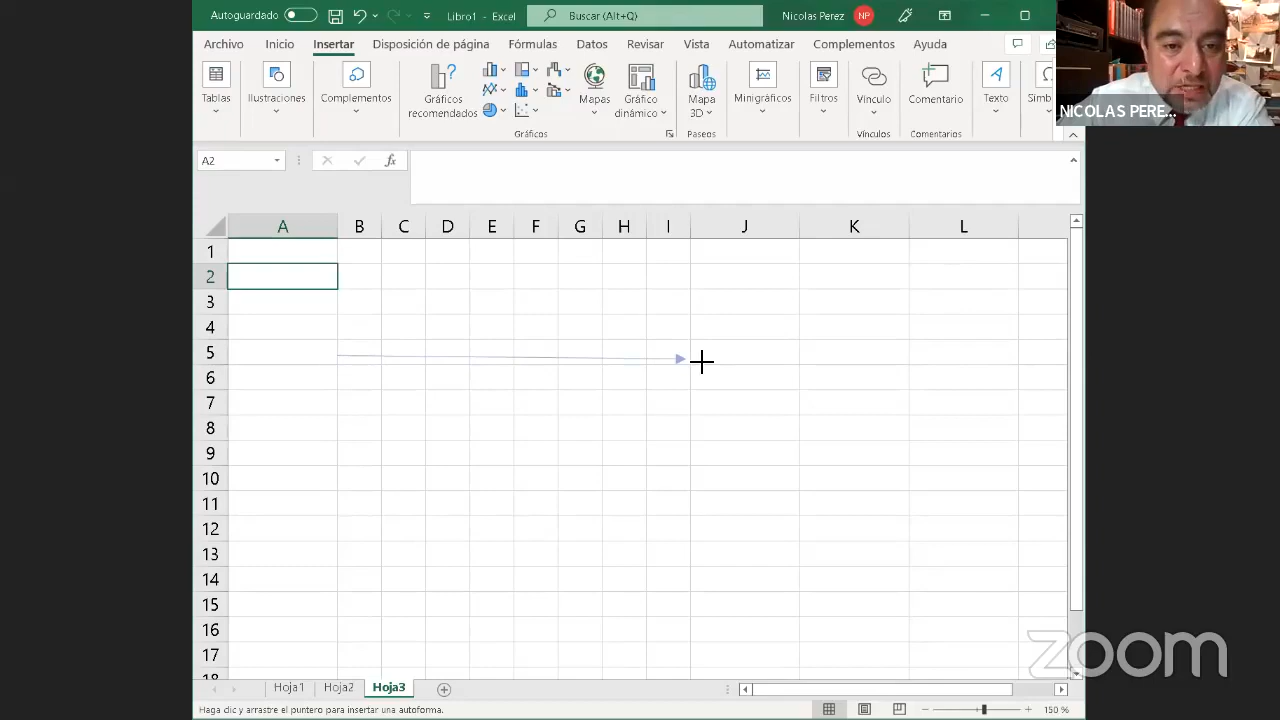 Autoguardado
Libro1 - Excel
Buscar (Alt+Q)
Nicolas Perez
NP
Archivo Inicio Insertar Disposición de página Fórmulas Datos Revisar Vista Automatizar Complementos Ayuda
Tablas
Ilustraciones
Complementos
Gráficos recomendados
Mapas
Gráfico dinámico
Mapa 3D
Minigráfico
Filtros
Vínculo
Comentario
Texto
Gráficos
Paseos
Vínculos
Comentarios
NICOLAS PERE...
A2
fx
A B C D E F G H I J K L
1
2
3
4
5
6
7
8
9
10
11
12
13
14
15
16
17
18
zoom
Hoja1 Hoja2 Hoja3
Haga clic y arrastre el puntero para insertar una autoforma.
150 %